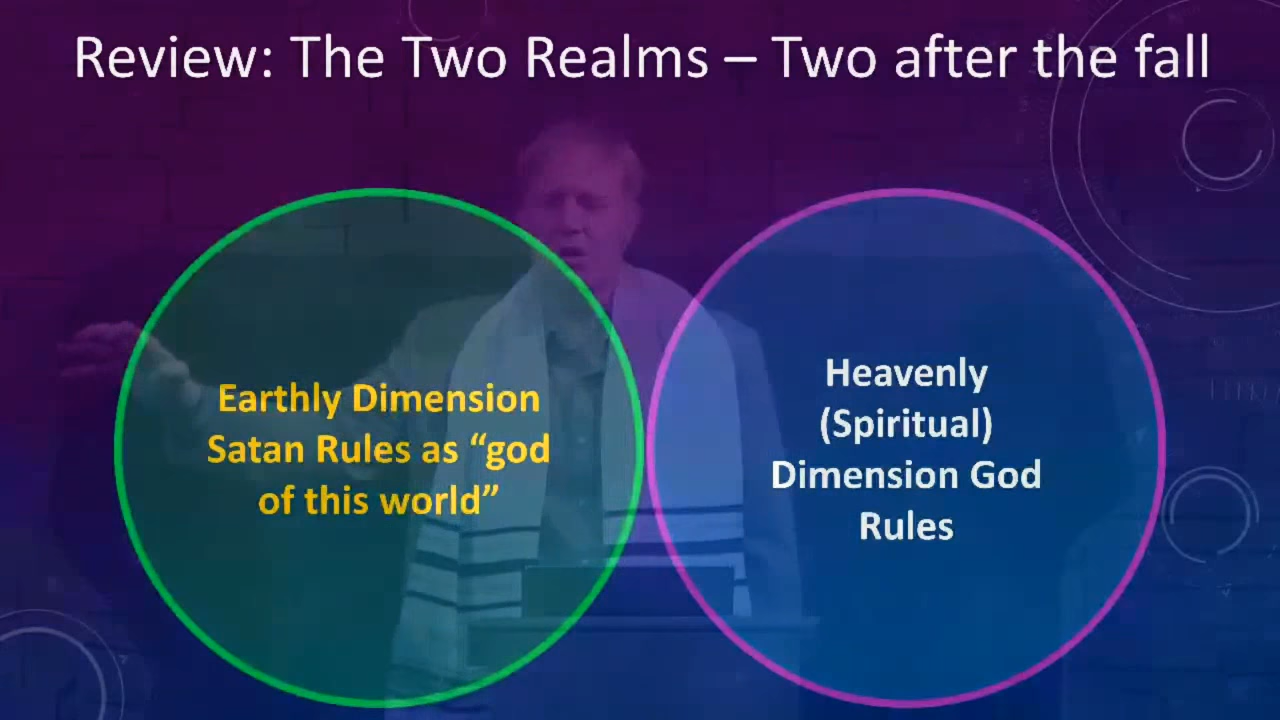 Review: The Two Realms – Two after the fall
Earthly Dimension
Satan Rules as “god
of this world”
Heavenly
(Spiritual)
Dimension God
Rules